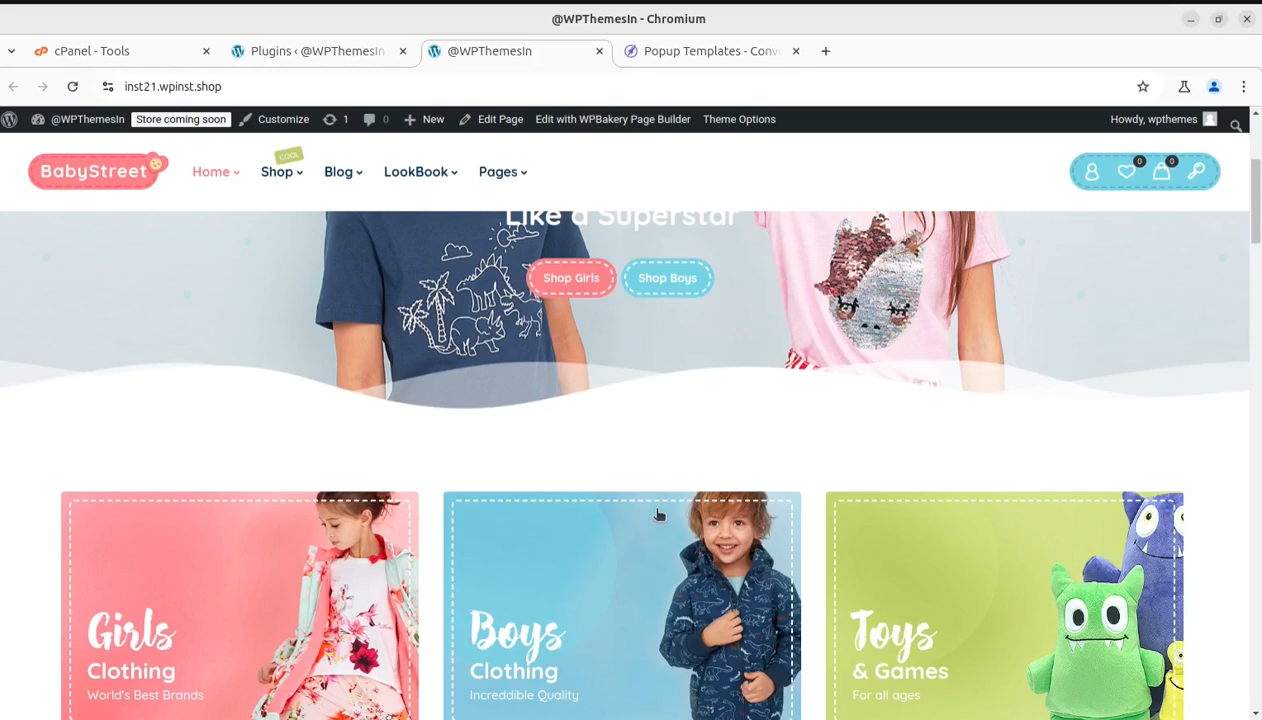 @WPThemesIn - Chromium
cPanel - Tools
Plugins ‹ @WPThemesIn
@WPThemesIn
Popup Templates - Conv
inst21.wpinst.shop
@WPThemesIn
Store coming soon
Customize
1
0
New
Edit Page
Edit with WPBakery Page Builder
Theme Options
Howdy, wpthemes
BabyStreet
Home
COOL
Shop
Blog
LookBook
Pages
0
0
Like a Superstar
Shop Girls
Shop Boys
Girls
Clothing
World's Best Brands
Boys
Clothing
Increddible Quality
Toys
& Games
For all ages